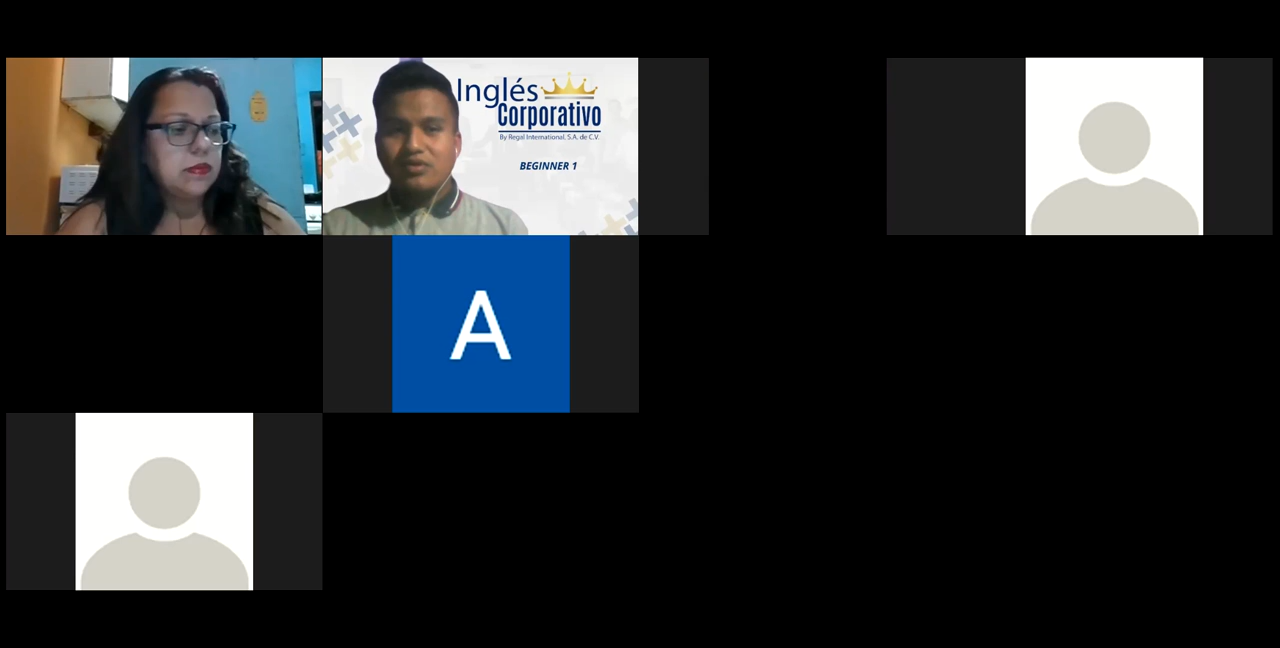 Inglés
Corporativo
By Regal International, S.A. de C.V.
BEGINNER 1
A